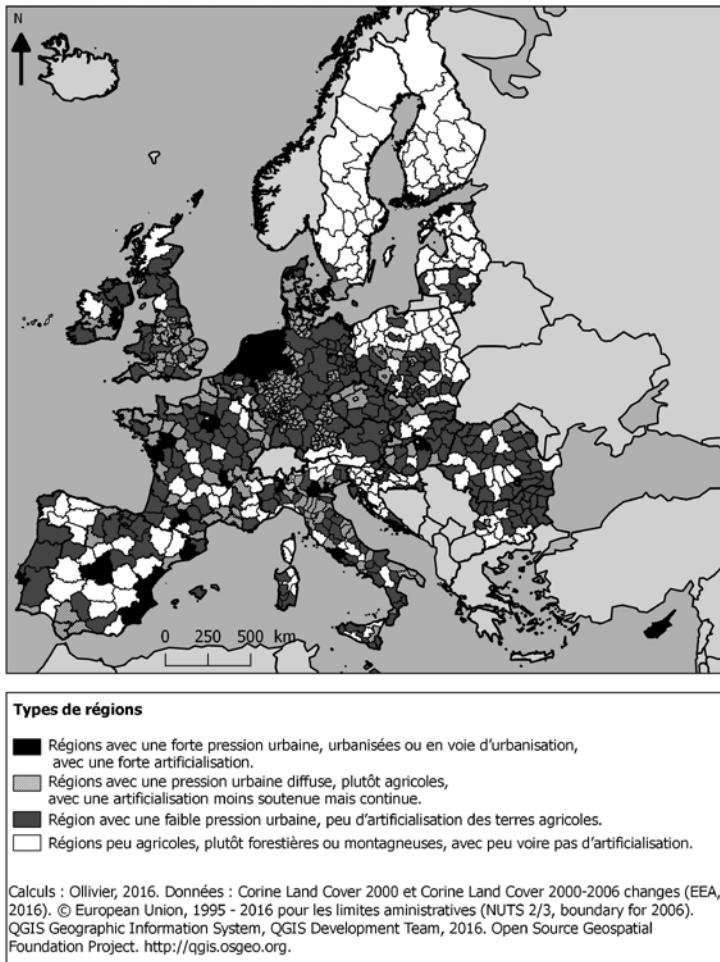 N
0 250 500 km
Types de régions
Régions avec une forte pression urbaine, urbanisées ou en voie d'urbanisation,
avec une forte artificialisation.
Régions avec une pression urbaine diffuse, plutôt agricoles,
avec une artificialisation moins soutenue mais continue.
Région avec une faible pression urbaine, peu d'artificialisation des terres agricoles.
Régions peu agricoles, plutôt forestières ou montagneuses, avec peu voire pas d'artificialisation.
Calculs : Ollivier, 2016. Données : Corine Land Cover 2000 et Corine Land Cover 2000-2006 changes (EEA,
2016). © European Union, 1995 - 2016 pour les limites aministratives (NUTS 2/3, boundary for 2006).
QGIS Geographic Information System, QGIS Development Team, 2016. Open Source Geospatial
Foundation Project. http://qgis.osgeo.org.